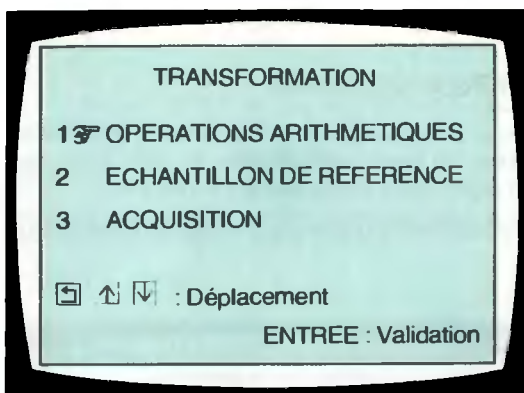 TRANSFORMATION
1 ☞ OPERATIONS ARITHMETIQUES
2 ECHANTILLON DE REFERENCE
3 ACQUISITION
: Déplacement
ENTREE : Validation